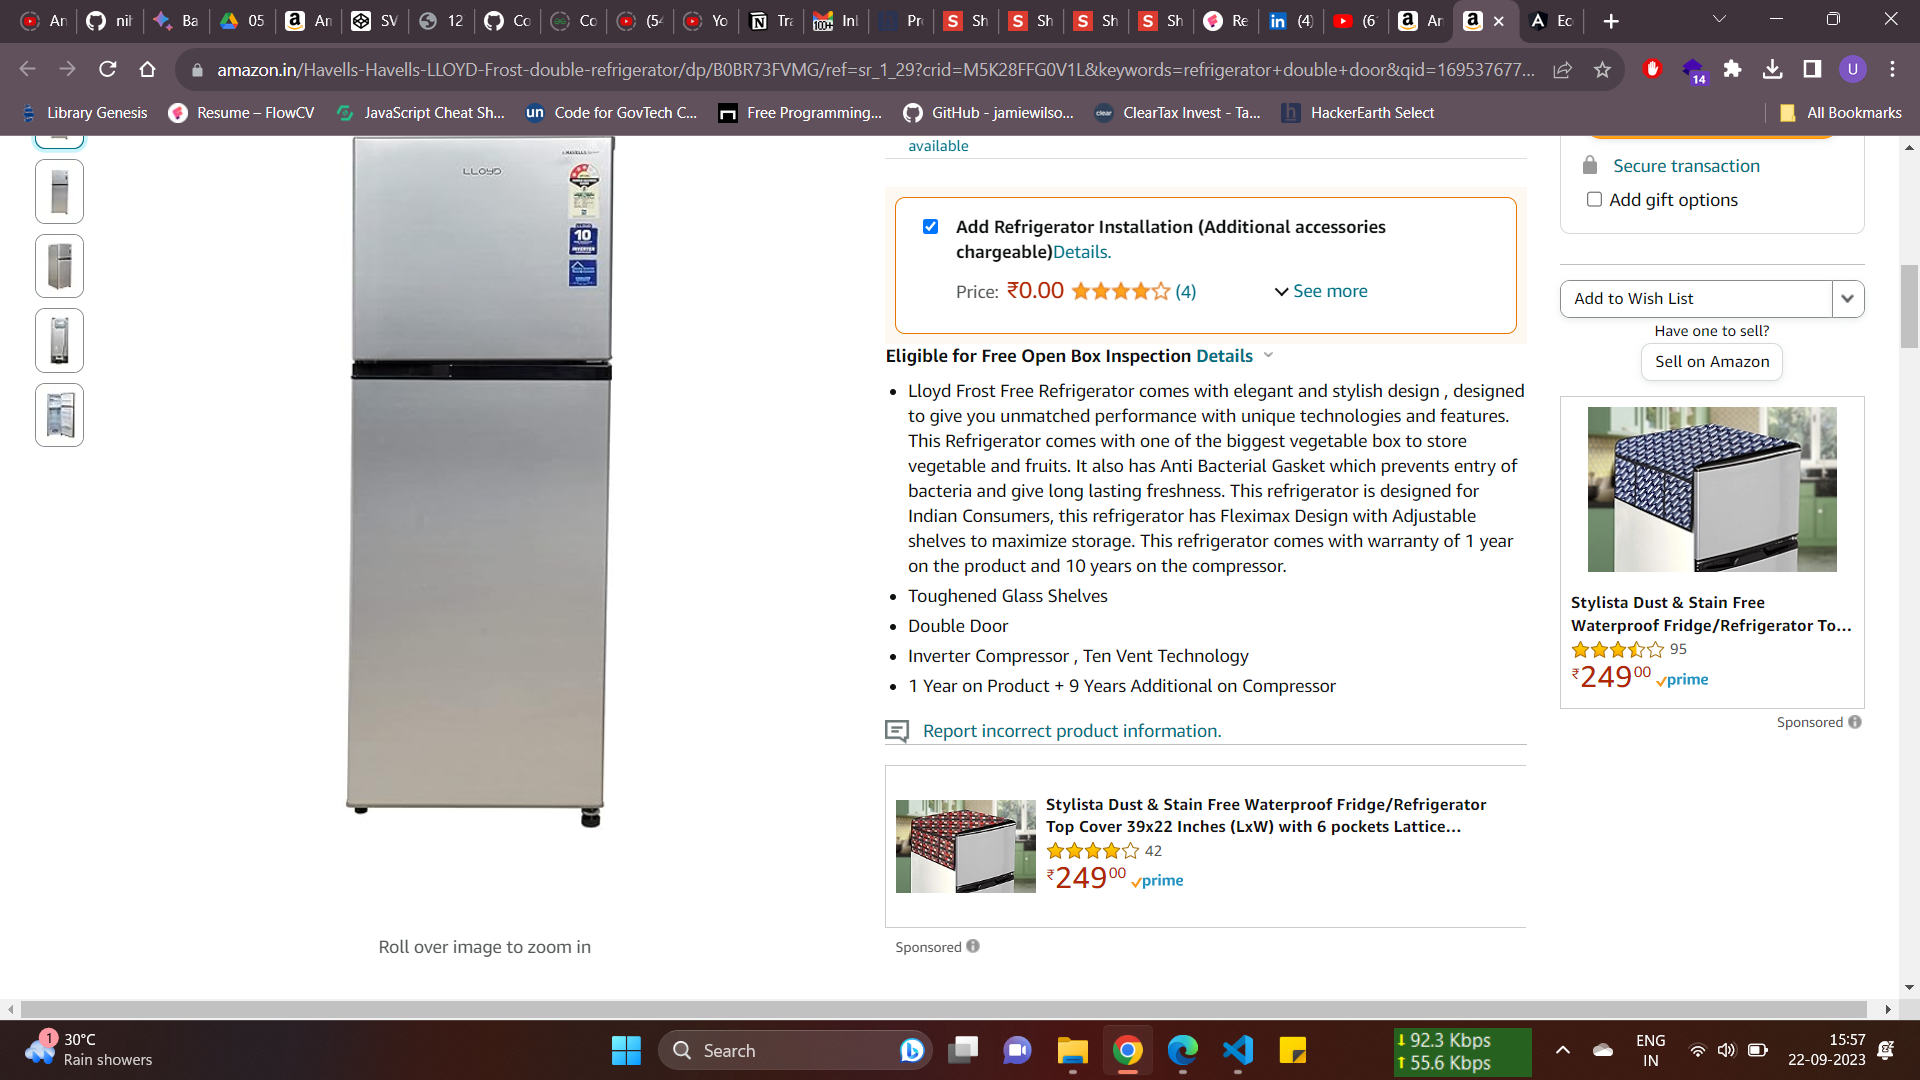 An
nih
Ba
05
An
SV
12
Co
Co
(54
Yo
Tra
Inl
Pre
Sh
Sh
Sh
Sh
Re
(4)
(6
An
Ec
amazon.in/Havells-Havells-LLOYD-Frost-double-refrigerator/dp/B0BR73FVMG/ref=sr_1_29?crid=M5K28FFG0V1L&keywords=refrigerator+double+door&qid=169537677...
14
U
Library Genesis
Resume – FlowCV
JavaScript Cheat Sh...
Code for GovTech C...
Free Programming...
GitHub - jamiewilso...
ClearTax Invest - Ta...
HackerEarth Select
All Bookmarks
LLOYD
10
INVERTER
Roll over image to zoom in
available
Add Refrigerator Installation (Additional accessories
chargeable)Details.
Price: ₹0.00 (4) See more
Eligible for Free Open Box Inspection Details
• Lloyd Frost Free Refrigerator comes with elegant and stylish design , designed
to give you unmatched performance with unique technologies and features.
This Refrigerator comes with one of the biggest vegetable box to store
vegetable and fruits. It also has Anti Bacterial Gasket which prevents entry of
bacteria and give long lasting freshness. This refrigerator is designed for
Indian Consumers, this refrigerator has Fleximax Design with Adjustable
shelves to maximize storage. This refrigerator comes with warranty of 1 year
on the product and 10 years on the compressor.
• Toughened Glass Shelves
• Double Door
• Inverter Compressor , Ten Vent Technology
• 1 Year on Product + 9 Years Additional on Compressor
Report incorrect product information.
Stylista Dust & Stain Free Waterproof Fridge/Refrigerator
Top Cover 39x22 Inches (LxW) with 6 pockets Lattice...
42
₹24900 prime
Sponsored
Secure transaction
Add gift options
Add to Wish List
Have one to sell?
Sell on Amazon
Stylista Dust & Stain Free
Waterproof Fridge/Refrigerator To...
95
₹24900 prime
Sponsored
1
30°C
Rain showers
Search
92.3 Kbps
55.6 Kbps
ENG
IN
15:57
22-09-2023